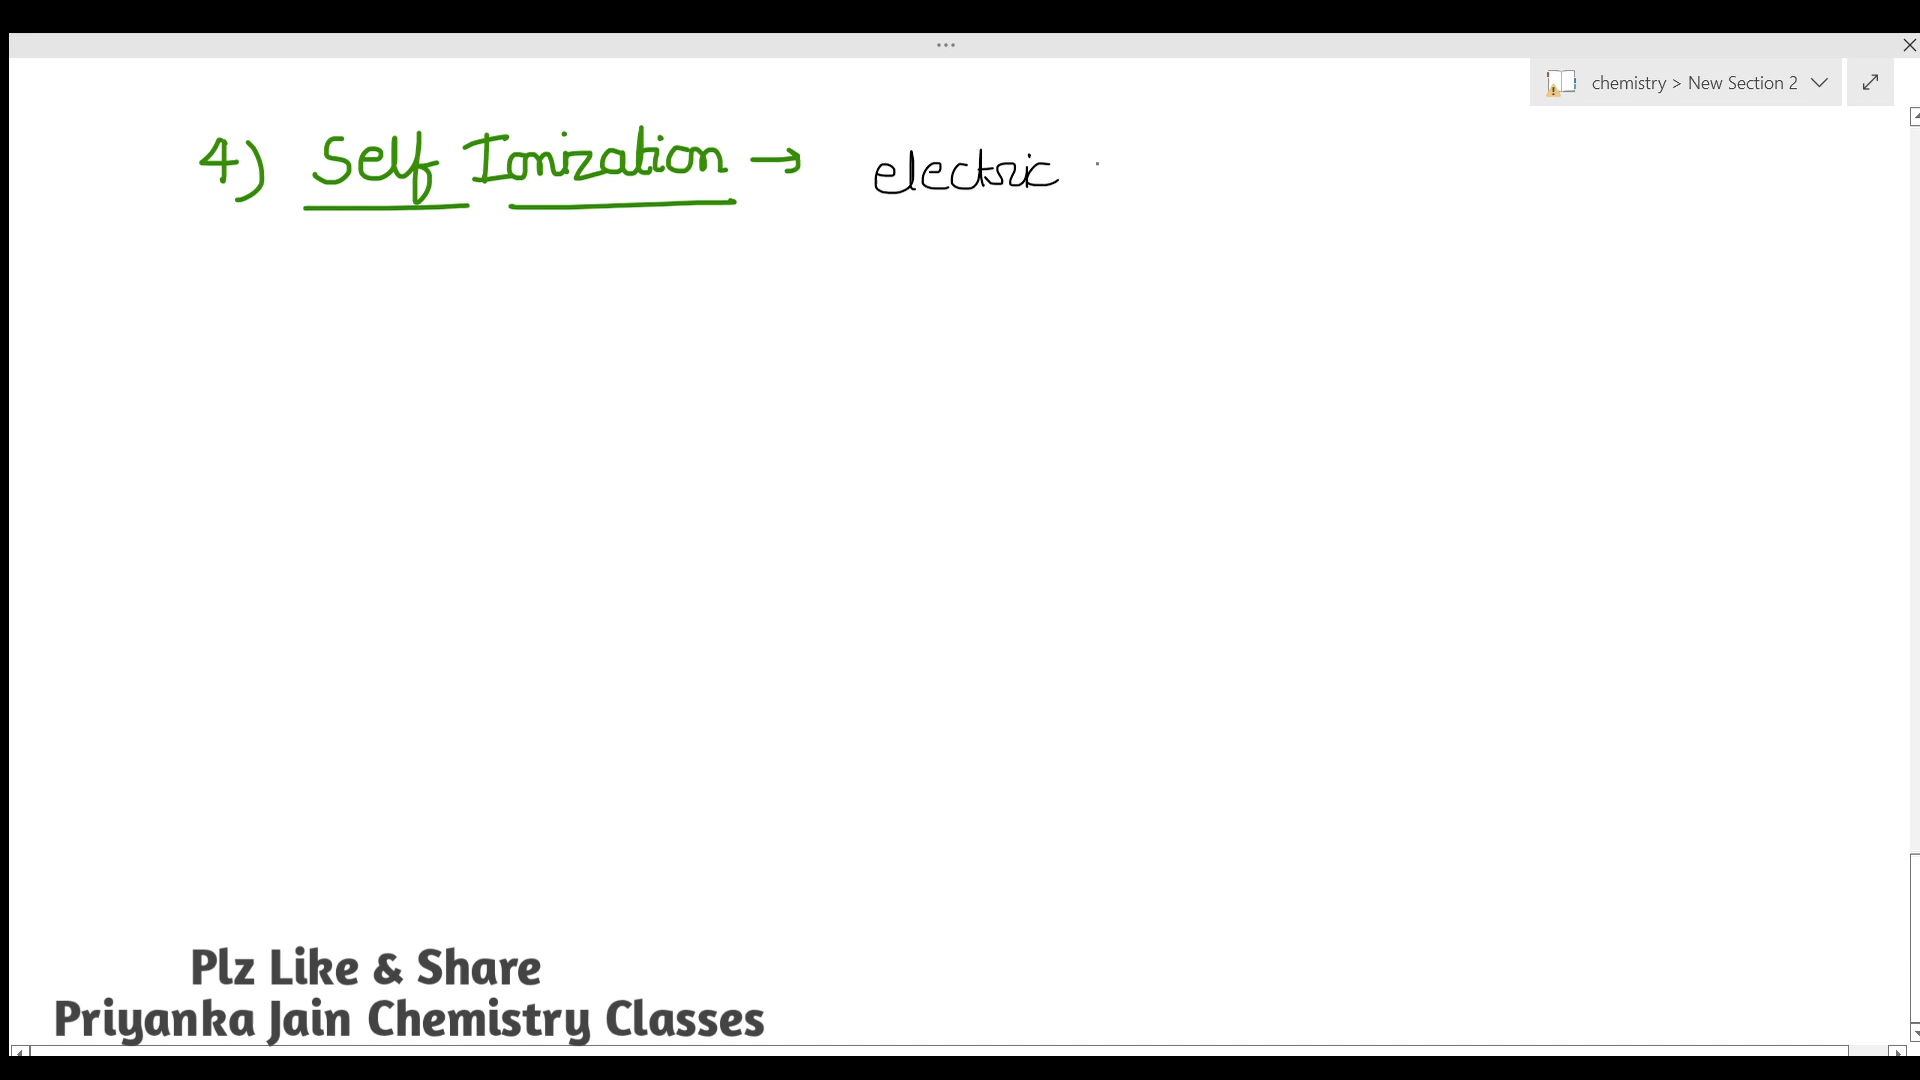 chemistry > New Section 2
4) Self Ionization → electric
Plz Like & Share
Priyanka Jain Chemistry Classes